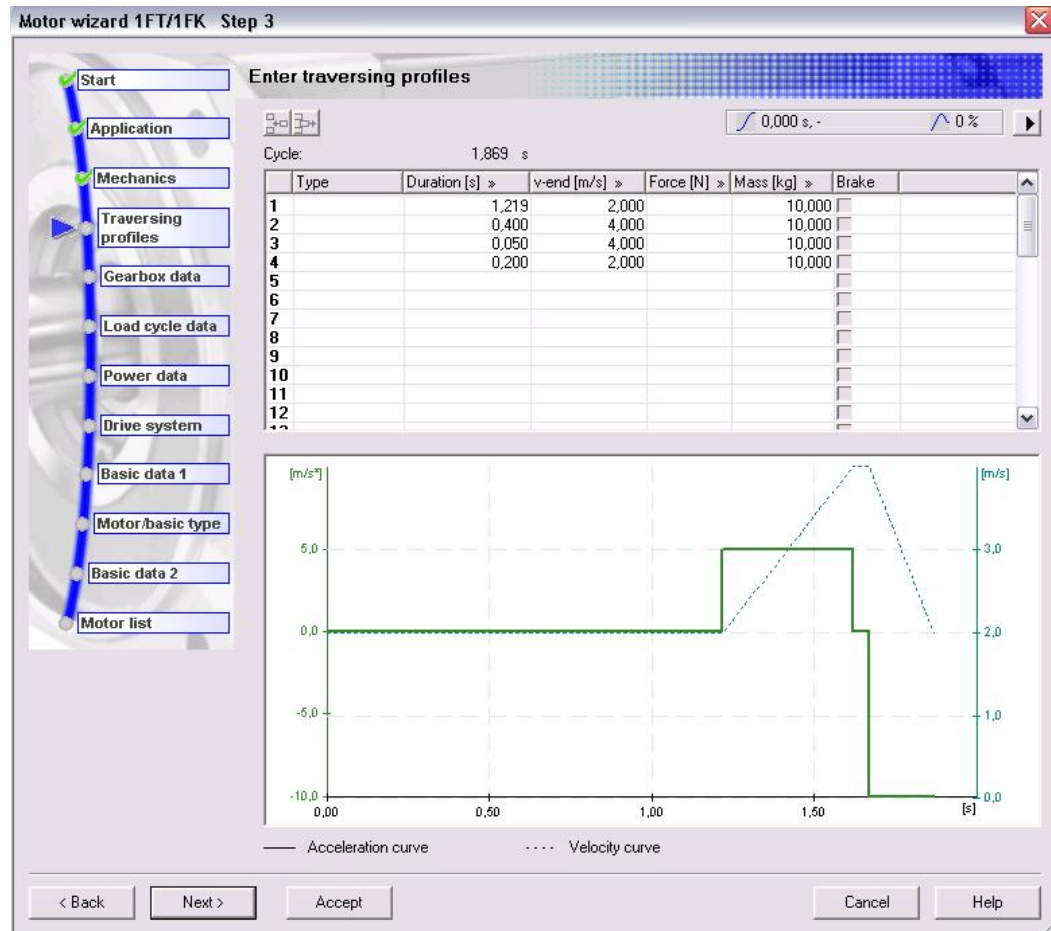 Motor wizard 1FT/1FK Step 3
Start
Application
Mechanics
Traversing
profiles
Gearbox data
Load cycle data
Power data
Drive system
Basic data 1
Motor/basic type
Basic data 2
Motor list
Enter traversing profiles
0,000 s, -
0 %
Cycle: 1,869 s
Type Duration [s] » v-end [m/s] » Force [N] » Mass [kg] » Brake
1 1,219 2,000 10,000
2 0,400 4,000 10,000
3 0,050 4,000 10,000
4 0,200 2,000 10,000
5
6
7
8
9
10
11
12
[m/s²] [m/s]
5,0 3,0
0,0 2,0
-5,0 1,0
-10,0 0,0
0,00 0,50 1,00 1,50 [s]
Acceleration curve Velocity curve
< Back Next > Accept Cancel Help